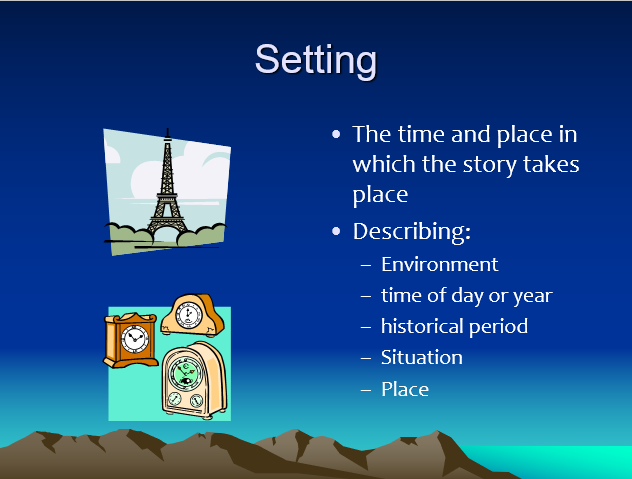 Setting
• The time and place in
which the story takes
place
• Describing:
– Environment
– time of day or year
– historical period
– Situation
– Place